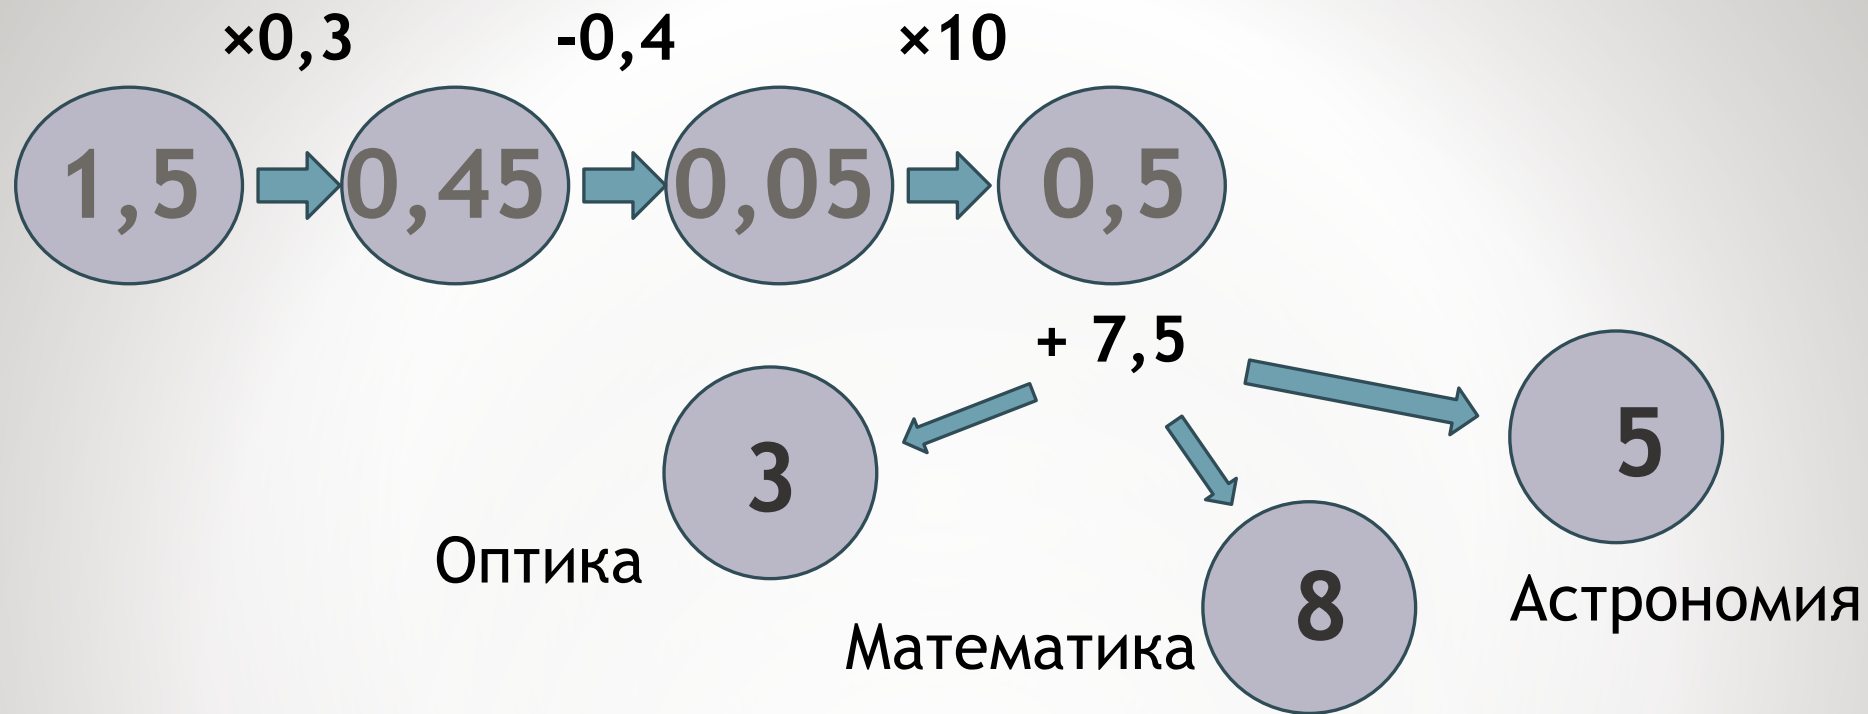 ×0,3 -0,4 ×10
1,5 0,45 0,05 0,5
+ 7,5
3 5
Оптика
8
Астрономия
Математика